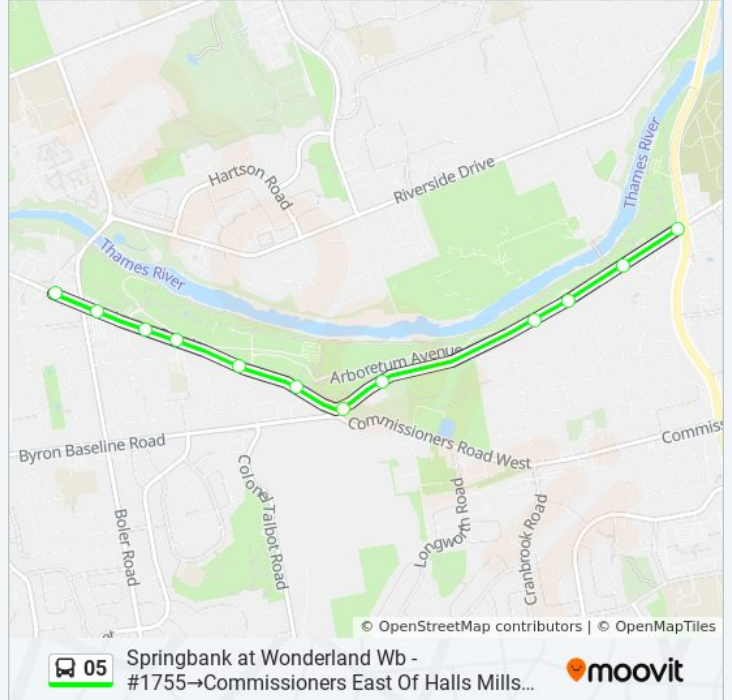 Thames River
Hartson Road
Riverside Drive
Thames River
Arboretum Avenue
Commissioners Road West
Commiss
Byron Baseline Road
Colonel Talbot Road
Longworth Road
Cranbrook Road
Boler Road
© OpenStreetMap contributors | © OpenMapTiles
05
Springbank at Wonderland Wb -
#1755→Commissioners East Of Halls Mills...
moovit